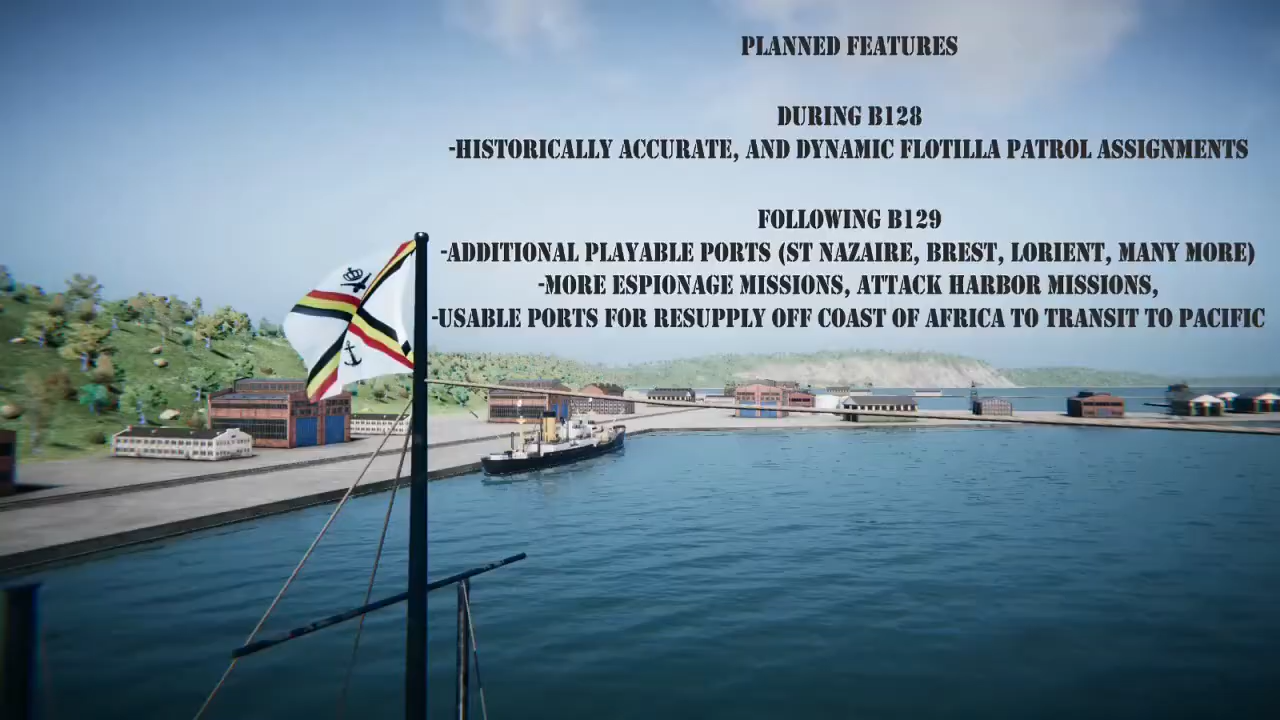 PLANNED FEATURES
DURING B128
-HISTORICALLY ACCURATE, AND DYNAMIC FLOTILLA PATROL ASSIGNMENTS
FOLLOWING B129
-ADDITIONAL PLAYABLE PORTS (ST NAZAIRE, BREST, LORIENT, MANY MORE)
-MORE ESPIONAGE MISSIONS, ATTACK HARBOR MISSIONS,
-USABLE PORTS FOR RESUPPLY OFF COAST OF AFRICA TO TRANSIT TO PACIFIC